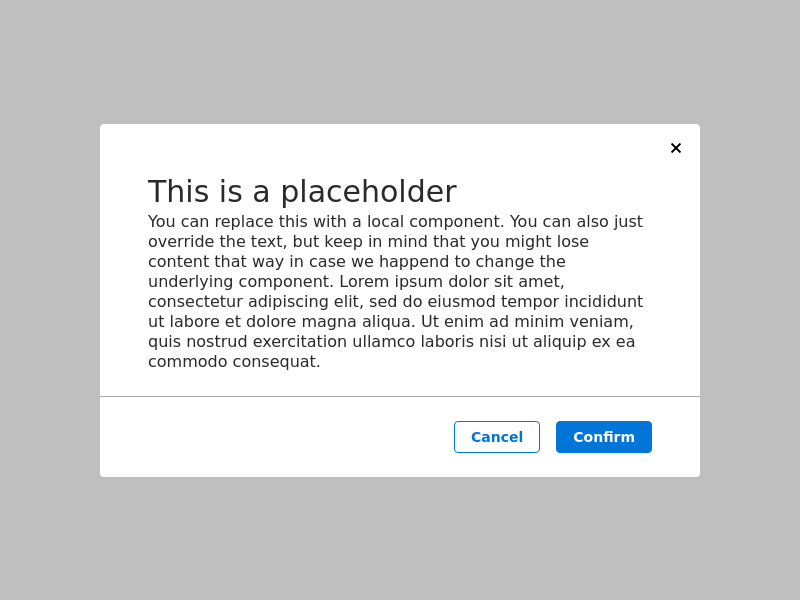 This is a placeholder
You can replace this with a local component. You can also just
override the text, but keep in mind that you might lose
content that way in case we happend to change the
underlying component. Lorem ipsum dolor sit amet,
consectetur adipiscing elit, sed do eiusmod tempor incididunt
ut labore et dolore magna aliqua. Ut enim ad minim veniam,
quis nostrud exercitation ullamco laboris nisi ut aliquip ex ea
commodo consequat.
Cancel Confirm